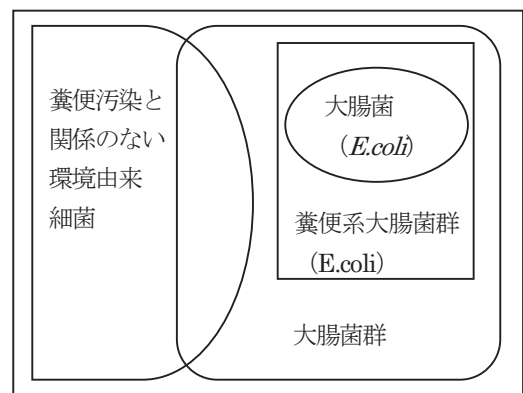 糞便汚染と
関係のない
環境由来
細菌
大腸菌
（E.coli）
糞便系大腸菌群
（E.coli）
大腸菌群